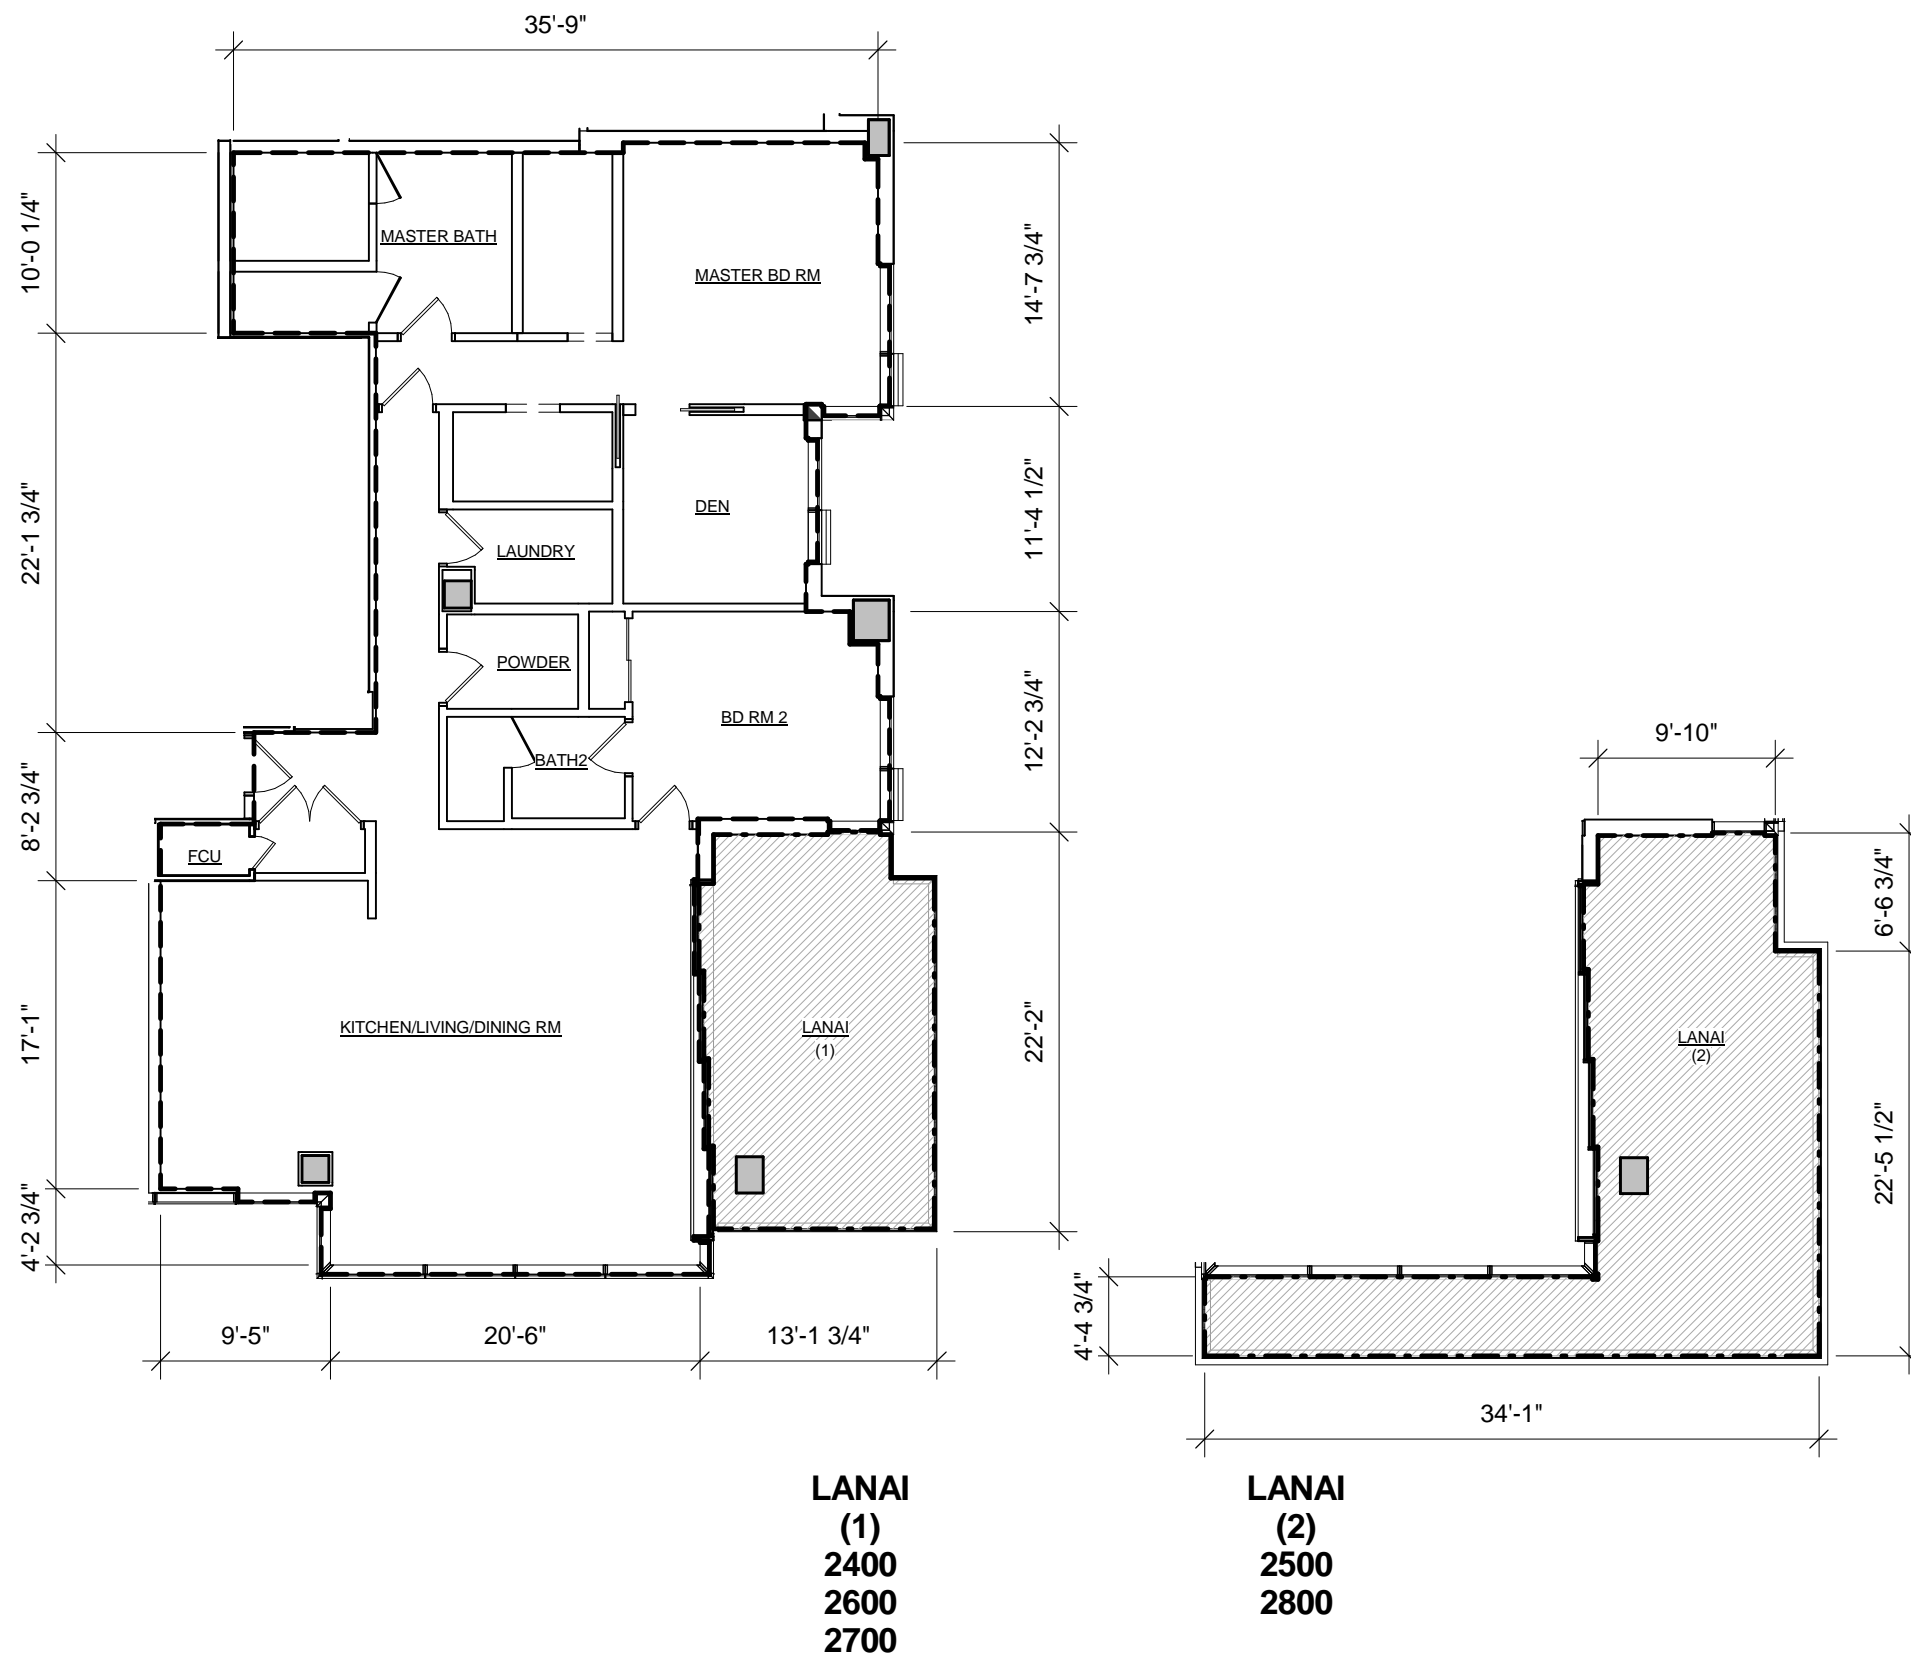 35'-9"
10'-0 1/4"
MASTER BATH
MASTER BD RM
14'-7 3/4"
22'-1 3/4"
DEN
11'-4 1/2"
LAUNDRY
POWDER
BD RM 2
12'-2 3/4"
BATH2
8'-2 3/4"
FCU
9'-10"
6'-6 3/4"
17'-1"
KITCHEN/LIVING/DINING RM
LANAI
(1)
22'-2"
LANAI
(2)
22'-5 1/2"
4'-2 3/4"
4'-4 3/4"
9'-5"
20'-6"
13'-1 3/4"
34'-1"
LANAI
(1)
2400
2600
2700
LANAI
(2)
2500
2800